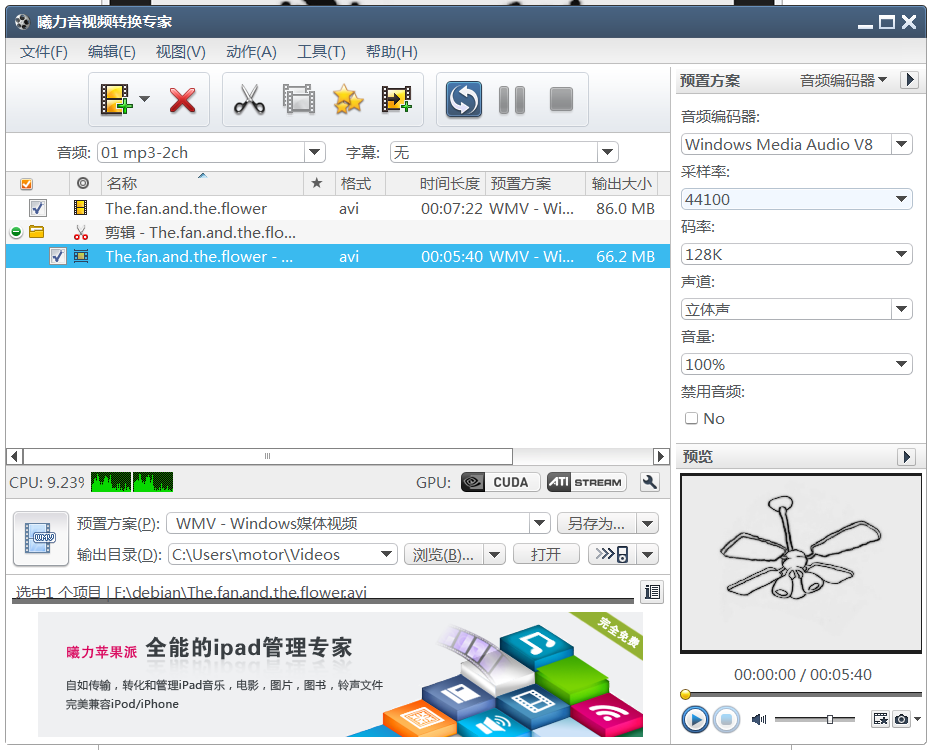 曦力音视频转换专家
文件(F) 编辑(E) 视图(V) 动作(A) 工具(T) 帮助(H)
音频: 01 mp3-2ch 字幕: 无
名称 格式 时间长度 预置方案 输出大小
The.fan.and.the.flower avi 00:07:22 WMV - Wi... 86.0 MB
剪辑 - The.fan.and.the.flo...
The.fan.and.the.flower - ... avi 00:05:40 WMV - Wi... 66.2 MB
CPU: 9.23% GPU: CUDA ATI STREAM
预置方案(P): WMV - Windows媒体视频 另存为...
WMV
输出目录(D): C:\Users\motor\Videos 浏览(B)... 打开
选中1 个项目 | F:\debian\The.fan.and.the.flower.avi
曦力苹果派 全能的ipad管理专家
完全免费
自如传输，转化和管理iPad音乐，电影，图片，图书，铃声文件
完美兼容iPod/iPhone
预置方案 音频编码器
音频编码器:
Windows Media Audio V8
采样率:
44100
码率:
128K
声道:
立体声
音量:
100%
禁用音频:
No
预览
00:00:00 / 00:05:40